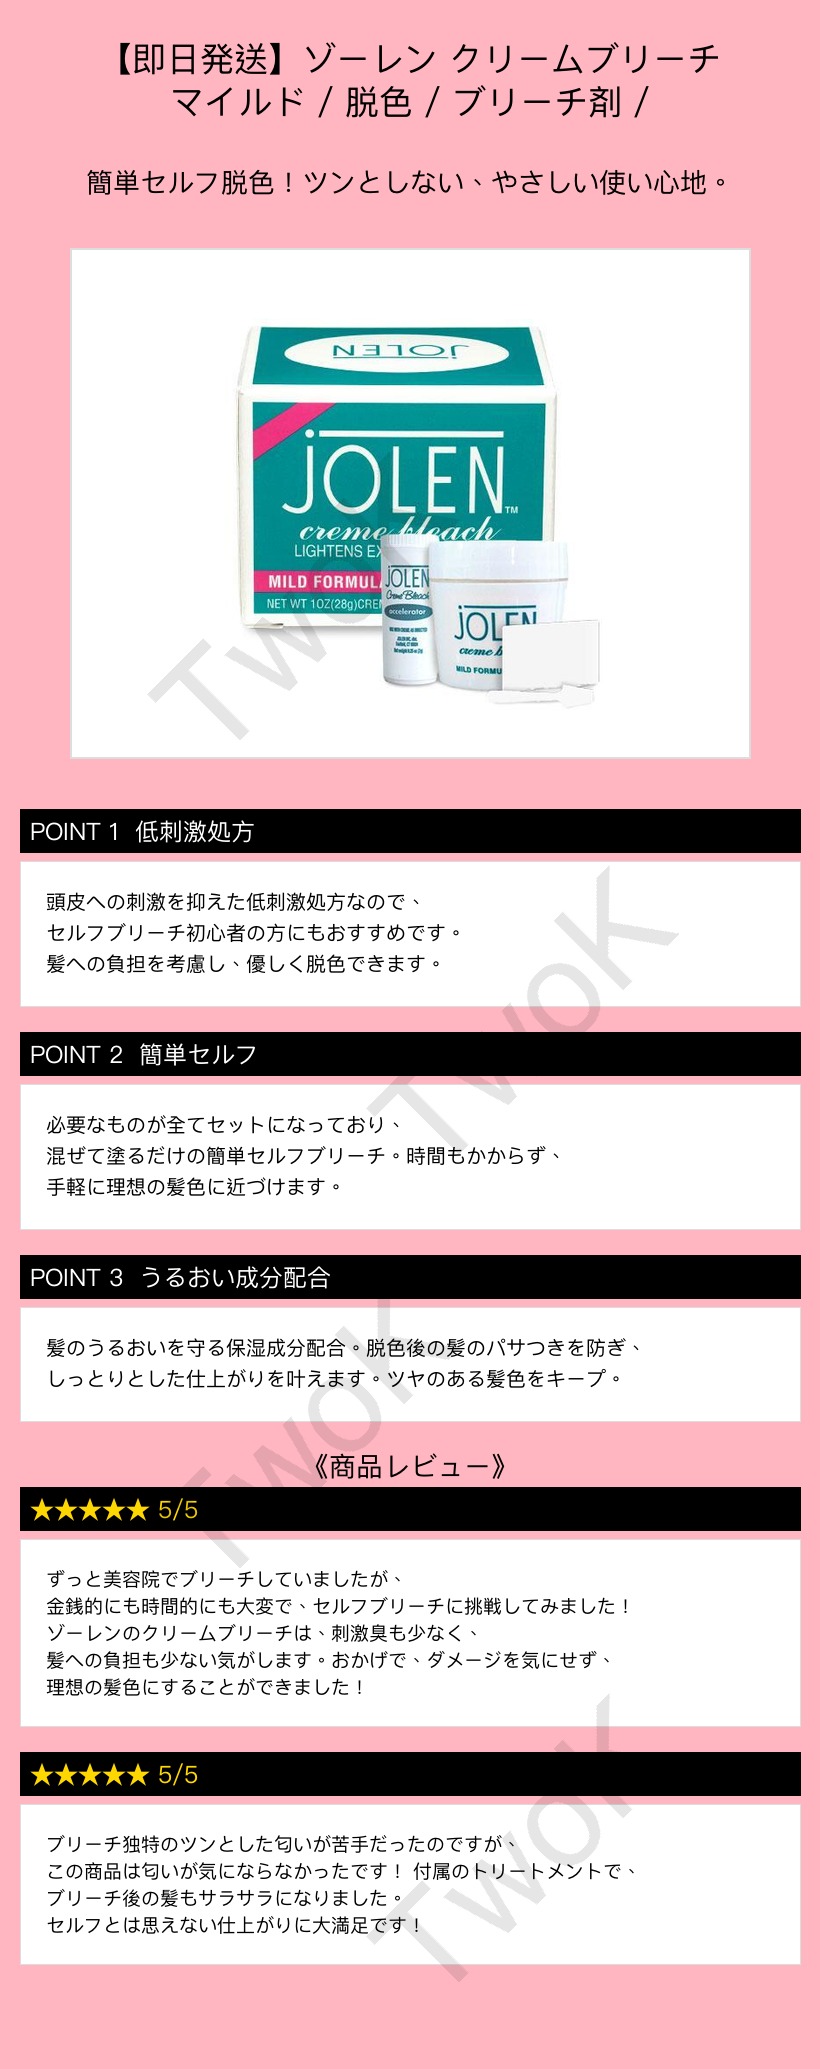 【即日発送】ゾーレン クリームブリーチ
マイルド / 脱色 / ブリーチ剤 /
簡単セルフ脱色！ツンとしない、やさしい使い心地。
JOLEN
JOLEN
TM
creme bleach
LIGHTENS EX
MILD FORMULA
NET WT 1OZ(28g)CREM
JOLEN
Creme Bleach
accelerator
JOLEN
creme b
MILD FORMU
TwoK
POINT 1 低刺激処方
頭皮への刺激を抑えた低刺激処方なので、
セルフブリーチ初心者の方にもおすすめです。
髪への負担を考慮し、優しく脱色できます。
TwoK
POINT 2 簡単セルフ
必要なものが全てセットになっており、
混ぜて塗るだけの簡単セルフブリーチ。時間もかからず、
手軽に理想の髪色に近づけます。
POINT 3 うるおい成分配合
髪のうるおいを守る保湿成分配合。脱色後の髪のパサつきを防ぎ、
しっとりとした仕上がりを叶えます。ツヤのある髪色をキープ。
TwoK
《商品レビュー》
★★★★★ 5/5
ずっと美容院でブリーチしていましたが、
金銭的にも時間的にも大変で、セルフブリーチに挑戦してみました！
ゾーレンのクリームブリーチは、刺激臭も少なく、
髪への負担も少ない気がします。おかげで、ダメージを気にせず、
理想の髪色にすることができました！
★★★★★ 5/5
ブリーチ独特のツンとした匂いが苦手だったのですが、
この商品は匂いが気にならなかったです！ 付属のトリートメントで、
ブリーチ後の髪もサラサラになりました。
セルフとは思えない仕上がりに大満足です！
TwoK